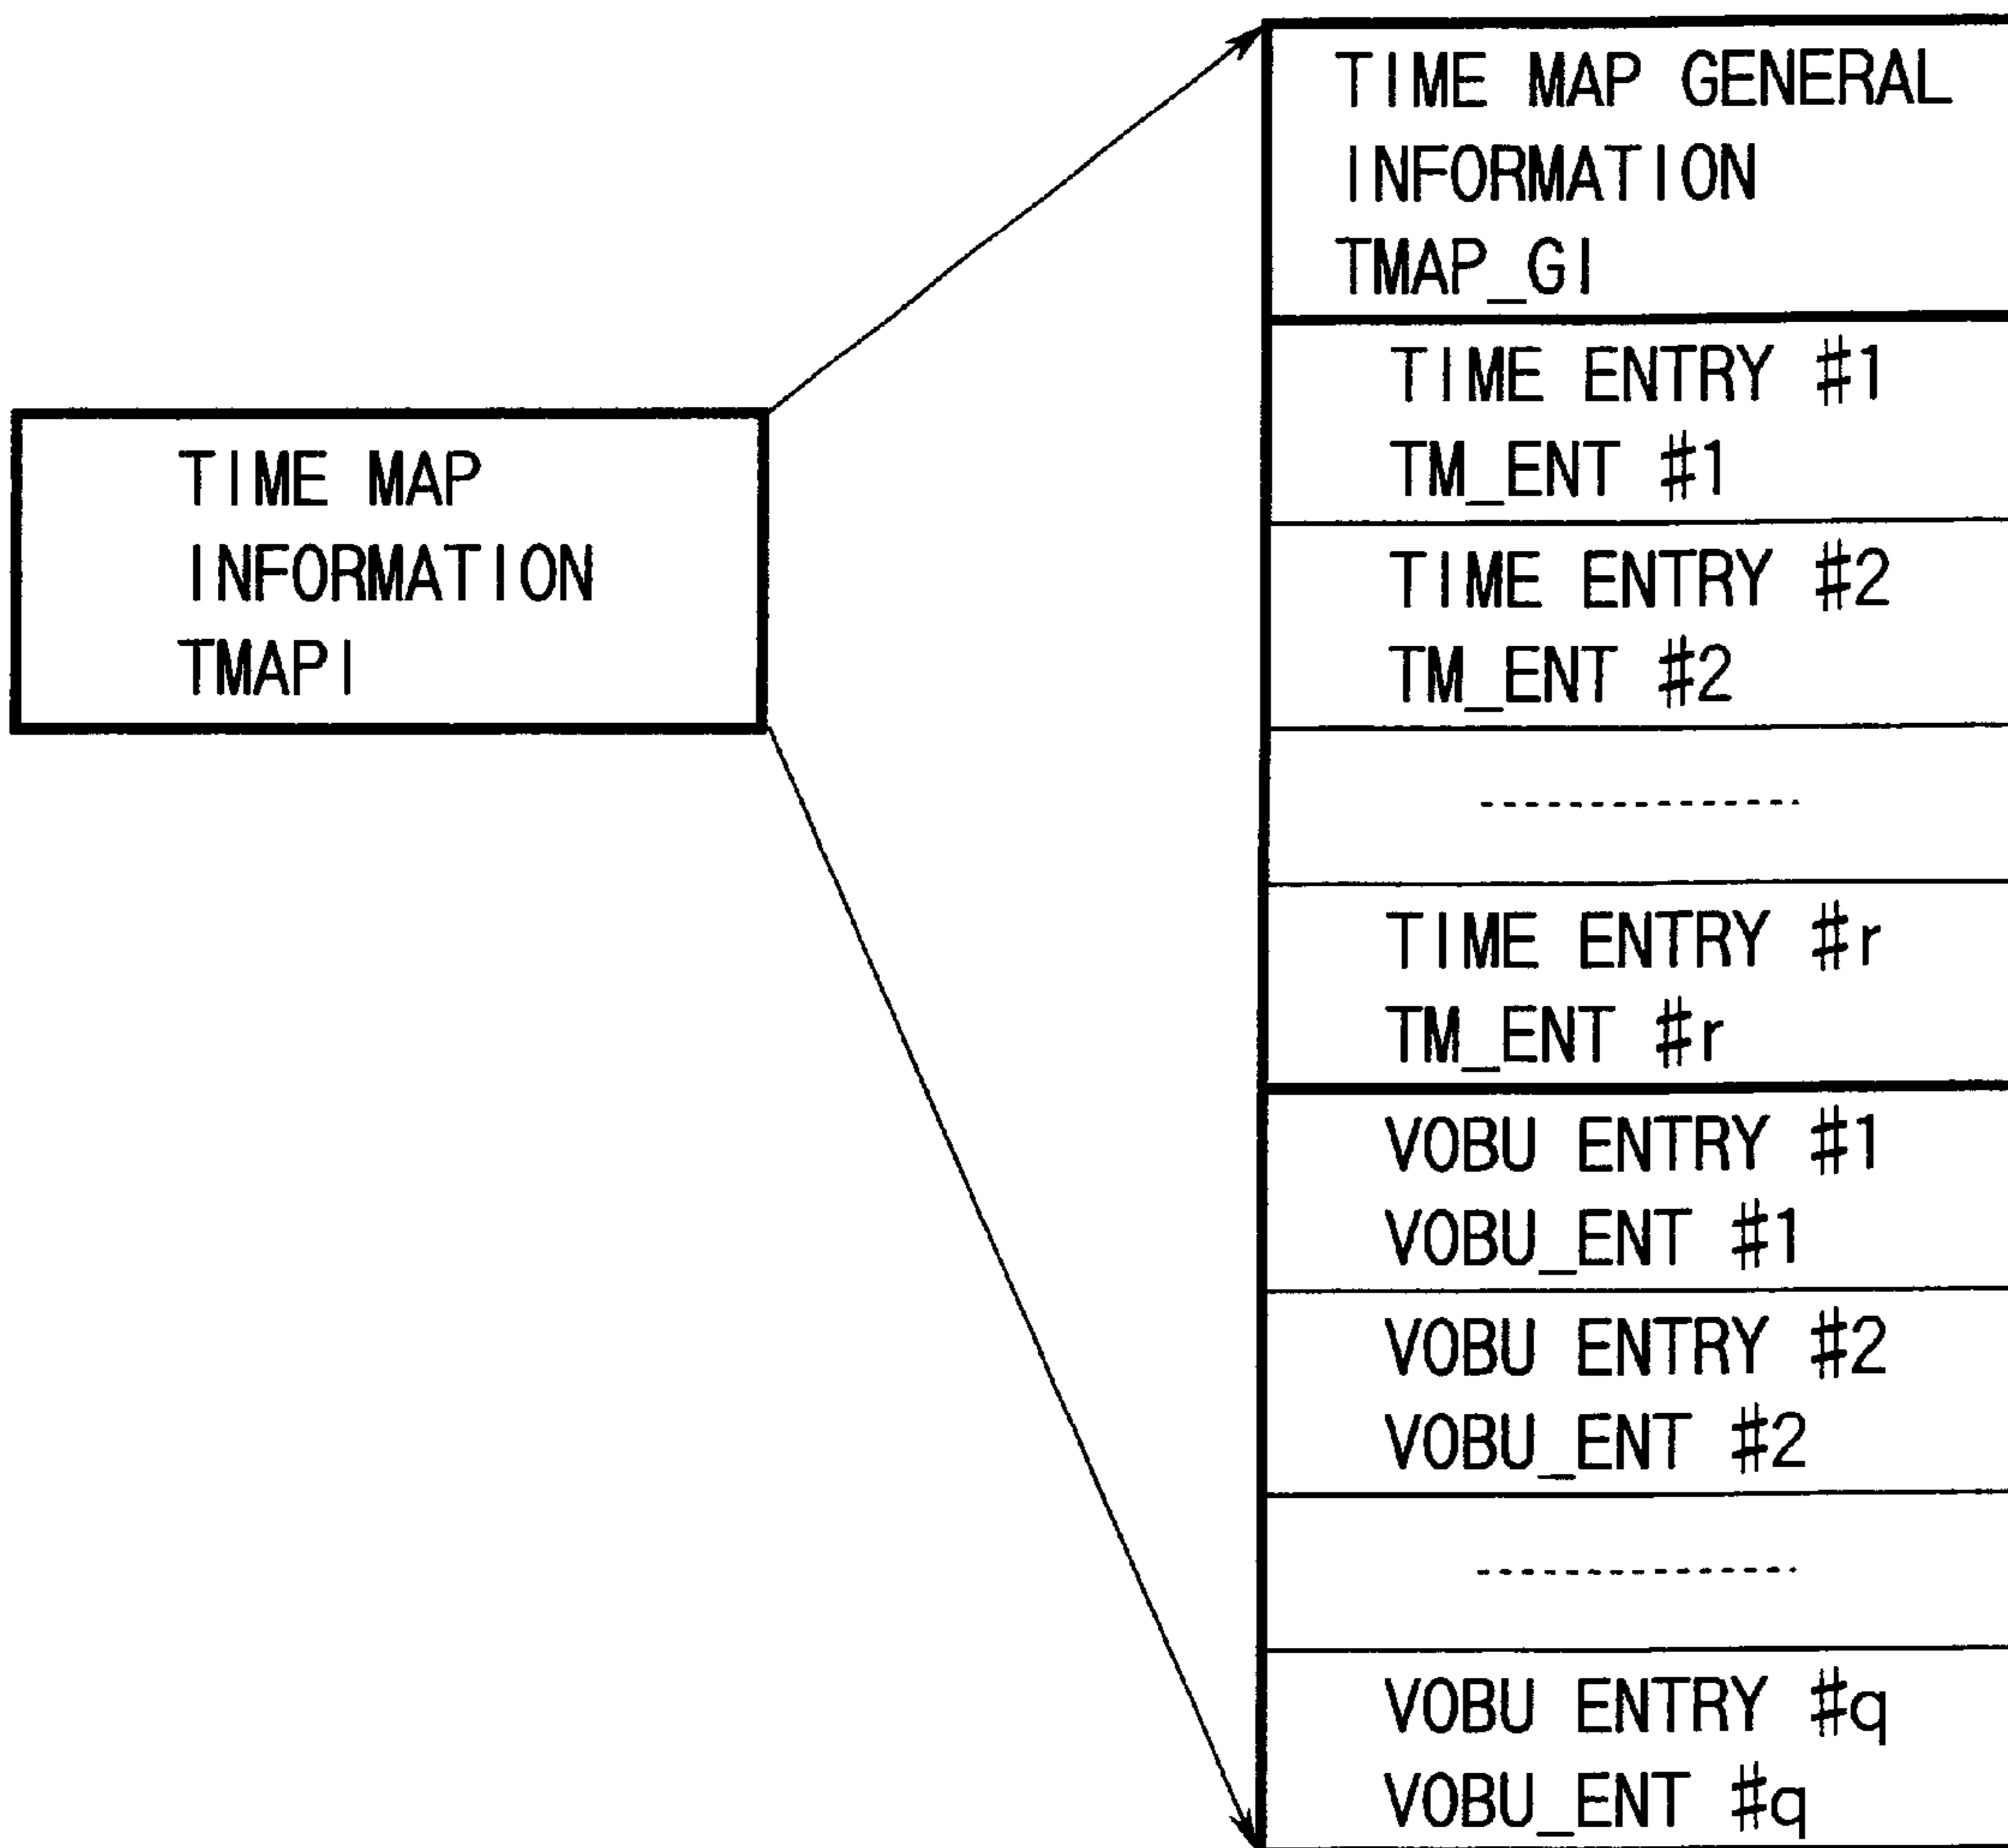 TIME MAP
INFORMATION
TMAPI
TIME MAP GENERAL
INFORMATION
TMAP_GI
TIME ENTRY #1
TM_ENT #1
TIME ENTRY #2
TM_ENT #2
TIME ENTRY #r
TM_ENT #r
VOBU ENTRY #1
VOBU_ENT #1
VOBU ENTRY #2
VOBU_ENT #2
VOBU ENTRY #q
VOBU_ENT #q